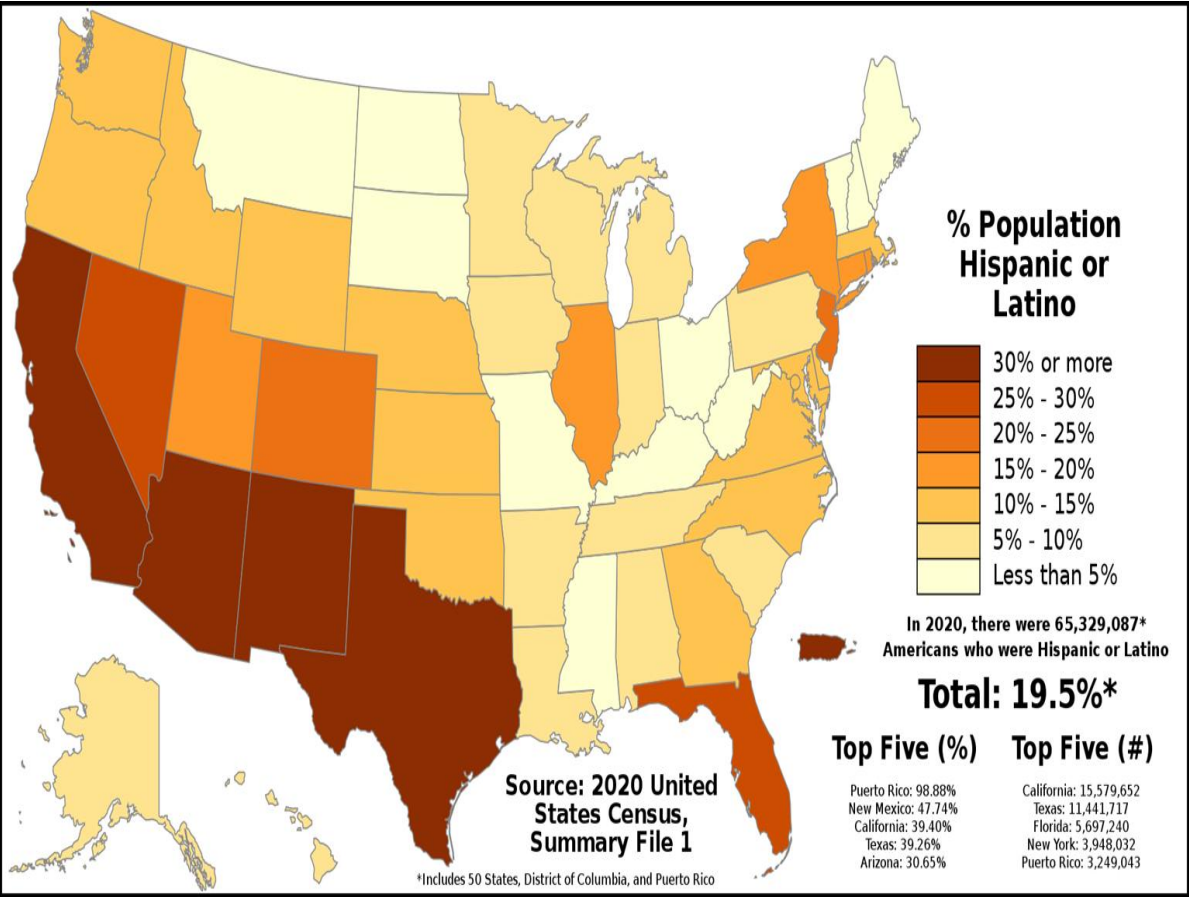 % Population
Hispanic or
Latino
30% or more
25% - 30%
20% - 25%
15% - 20%
10% - 15%
5% - 10%
Less than 5%
In 2020, there were 65,329,087*
Americans who were Hispanic or Latino
Total: 19.5%*
Top Five (%)
Puerto Rico: 98.88%
New Mexico: 47.74%
California: 39.40%
Texas: 39.26%
Arizona: 30.65%
Top Five (#)
California: 15,579,652
Texas: 11,441,717
Florida: 5,697,240
New York: 3,948,032
Puerto Rico: 3,249,043
Source: 2020 United
States Census,
Summary File 1
*Includes 50 States, District of Columbia, and Puerto Rico